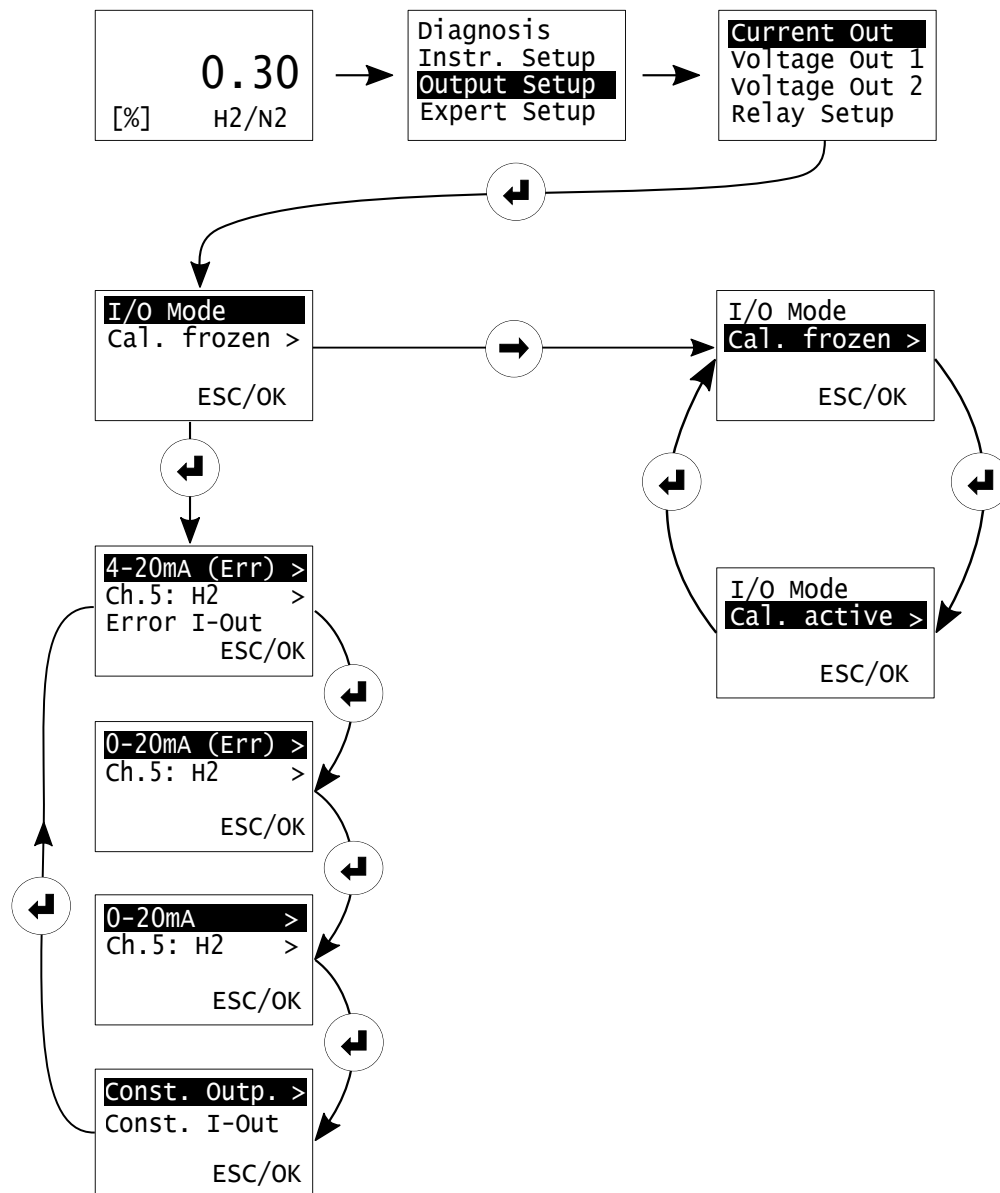 0.30
[%] H2/N2
Diagnosis
Instr. Setup
Output Setup
Expert Setup
Current Out
Voltage Out 1
Voltage Out 2
Relay Setup
I/O Mode
Cal. frozen >
ESC/OK
I/O Mode
Cal. frozen >
ESC/OK
4-20mA (Err) >
Ch.5: H2 >
Error I-Out
ESC/OK
I/O Mode
Cal. active >
ESC/OK
0-20mA (Err) >
Ch.5: H2 >
ESC/OK
0-20mA >
Ch.5: H2 >
ESC/OK
Const. Outp. >
Const. I-Out
ESC/OK